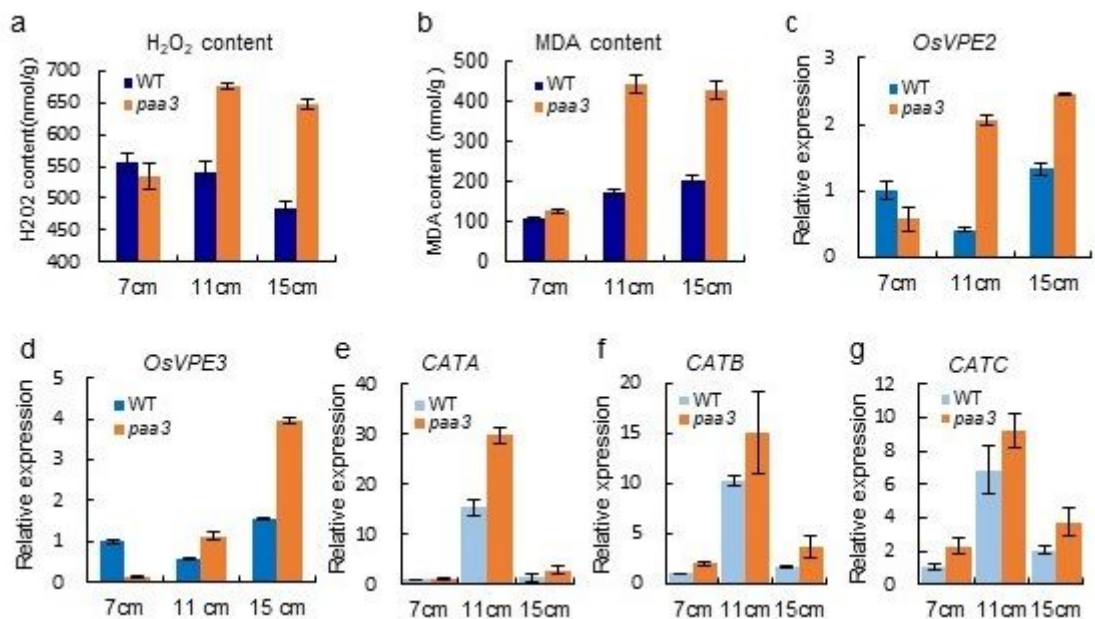 a
H₂O₂ content
H2O2 content(nmol/g)
700
650
600
550
500
450
400
WT
paa3
7cm 11cm 15cm
b
MDA content
MDA content (nmol/g )
500
400
300
200
100
0
WT
paa3
7cm 11cm 15cm
c
OsVPE2
Relative expression
3
2
1
0
WT
paa3
7cm 11cm 15cm
d
OsVPE3
Relative expression
5
4
3
2
1
0
WT
paa3
7cm 11 cm 15 cm
e
CATA
Relative expression
40
30
20
10
0
WT
paa3
7cm 11cm 15cm
f
CATB
Relative xpression
20
15
10
5
0
WT
paa3
7cm 11cm 15cm
g
CATC
Relative expression
12
10
8
6
4
2
0
WT
paa3
7cm 11cm 15cm